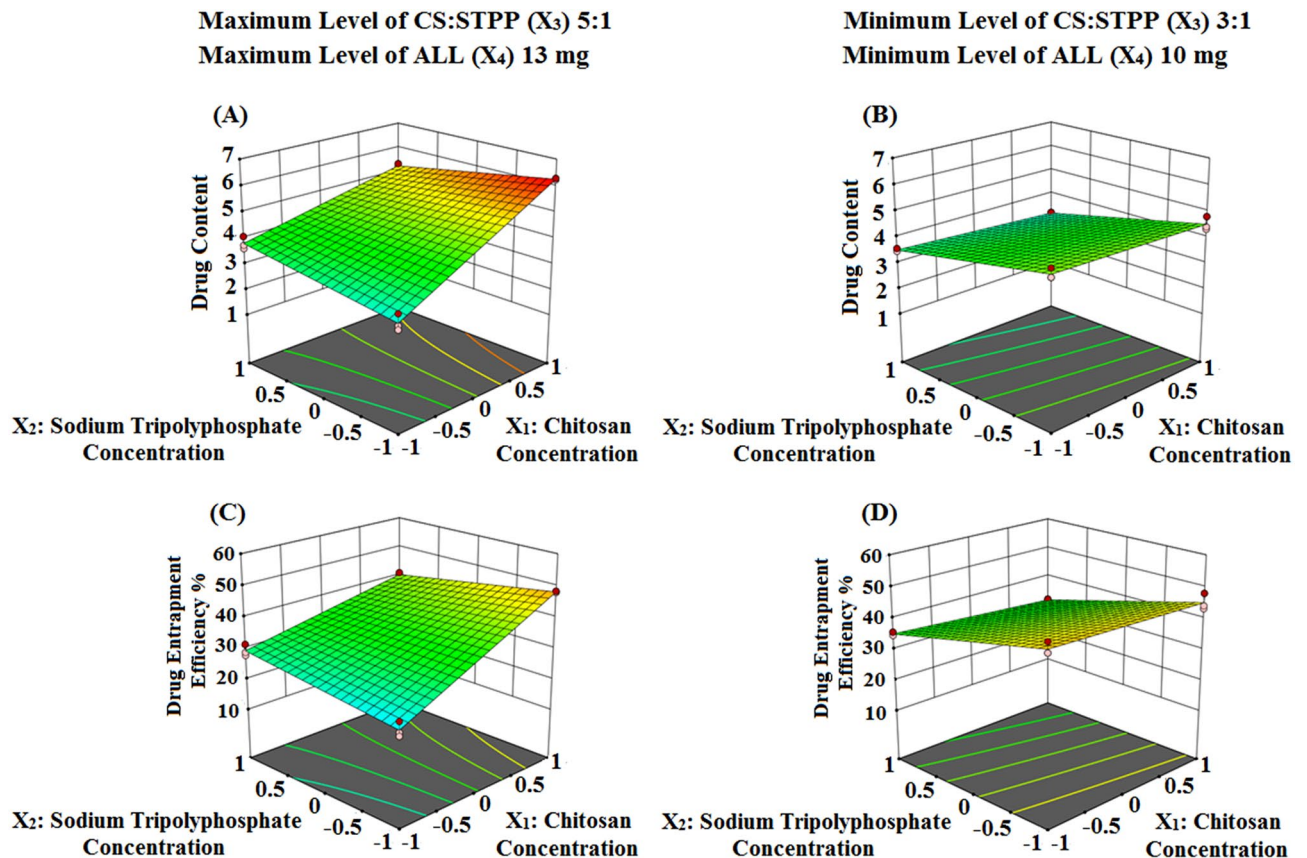 Maximum Level of CS:STPP (X₃) 5:1
Maximum Level of ALL (X₄) 13 mg
Minimum Level of CS:STPP (X₃) 3:1
Minimum Level of ALL (X₄) 10 mg
(A)
7
6
5
4
3
2
1
Drug Content
1
0.5
0
-0.5
-1
-1
-0.5
0
0.5
1
X₂: Sodium Tripolyphosphate
Concentration
X₁: Chitosan
Concentration
(B)
7
6
5
4
3
2
1
Drug Content
1
0.5
0
-0.5
-1
-1
-0.5
0
0.5
1
X₂: Sodium Tripolyphosphate
Concentration
X₁: Chitosan
Concentration
(C)
60
50
40
30
20
10
Drug Entrapment
Efficiency %
1
0.5
0
-0.5
-1
-1
-0.5
0
0.5
1
X₂: Sodium Tripolyphosphate
Concentration
X₁: Chitosan
Concentration
(D)
60
50
40
30
20
10
Drug Entrapment
Efficiency %
1
0.5
0
-0.5
-1
-1
-0.5
0
0.5
1
X₂: Sodium Tripolyphosphate
Concentration
X₁: Chitosan
Concentration